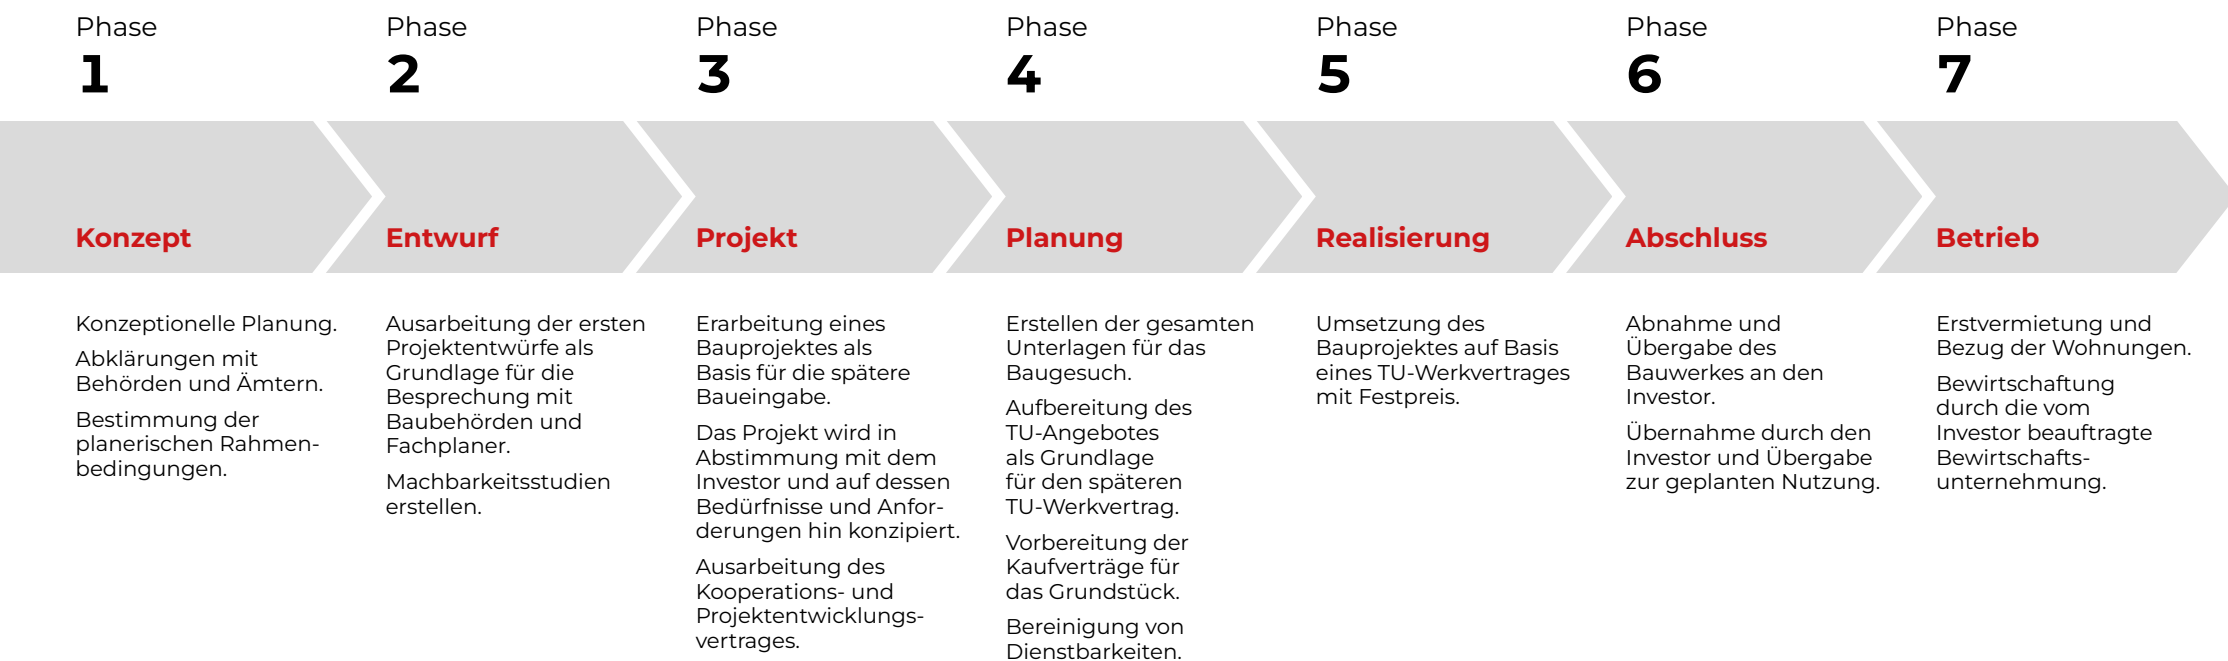 Phase
1
Phase
2
Phase
3
Phase
4
Phase
5
Phase
6
Phase
7
Konzept
Entwurf
Projekt
Planung
Realisierung
Abschluss
Betrieb
Konzeptionelle Planung.
Abklärungen mit
Behörden und Ämtern.
Bestimmung der
planerischen Rahmen-
bedingungen.
Ausarbeitung der ersten
Projektentwürfe als
Grundlage für die
Besprechung mit
Baubehörden und
Fachplaner.
Machbarkeitsstudien
erstellen.
Erarbeitung eines
Bauprojektes als
Basis für die spätere
Baueingabe.
Das Projekt wird in
Abstimmung mit dem
Investor und auf dessen
Bedürfnisse und Anfor-
derungen hin konzipiert.
Ausarbeitung des
Kooperations- und
Projektentwicklungs-
vertrages.
Erstellen der gesamten
Unterlagen für das
Baugesuch.
Aufbereitung des
TU-Angebotes
als Grundlage
für den späteren
TU-Werkvertrag.
Vorbereitung der
Kaufverträge für
das Grundstück.
Bereinigung von
Dienstbarkeiten.
Umsetzung des
Bauprojektes auf Basis
eines TU-Werkvertrages
mit Festpreis.
Abnahme und
Übergabe des
Bauwerkes an den
Investor.
Übernahme durch den
Investor und Übergabe
zur geplanten Nutzung.
Erstvermietung und
Bezug der Wohnungen.
Bewirtschaftung
durch die vom
Investor beauftragte
Bewirtschafts-
unternehmung.